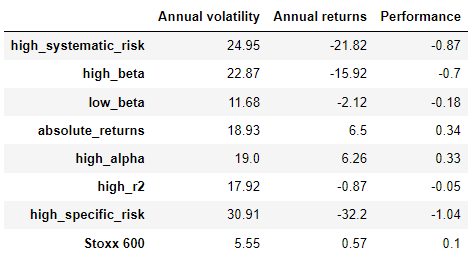 Annual volatility Annual returns Performance
high_systematic_risk 24.95 -21.82 -0.87
high_beta 22.87 -15.92 -0.7
low_beta 11.68 -2.12 -0.18
absolute_returns 18.93 6.5 0.34
high_alpha 19.0 6.26 0.33
high_r2 17.92 -0.87 -0.05
high_specific_risk 30.91 -32.2 -1.04
Stoxx 600 5.55 0.57 0.1